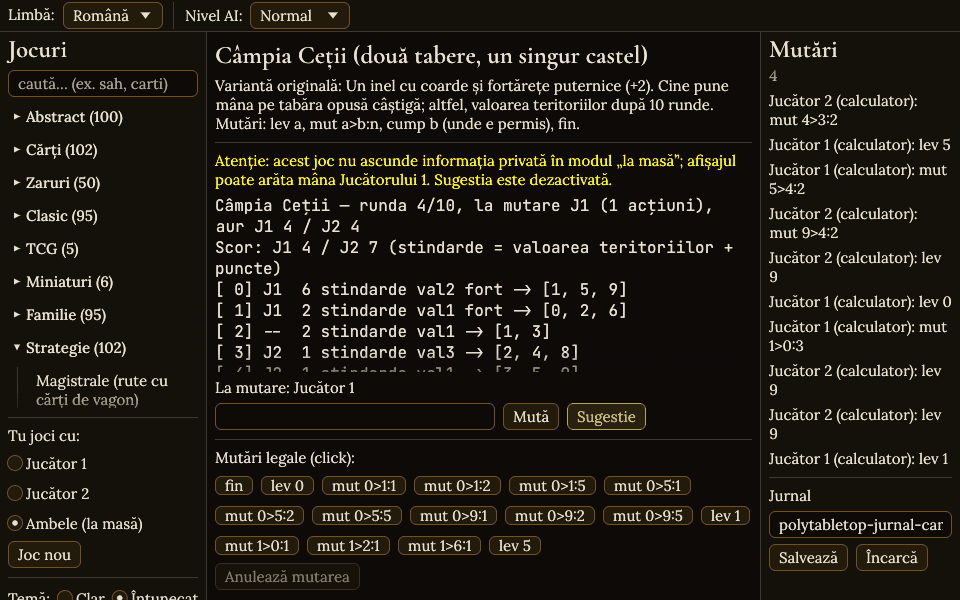 Limbă: Română ▼ Nivel AI: Normal ▼
Jocuri
caută... (ex. sah, carti)
▸ Abstract (100)
▸ Cărți (102)
▸ Zaruri (50)
▸ Clasic (95)
▸ TCG (5)
▸ Miniaturi (6)
▸ Familie (95)
▾ Strategie (102)
Magistrale (rute cu
cărți de vagon)
Tu joci cu:
Jucător 1
Jucător 2
Ambele (la masă)
Joc nou
Temă: Clar Întunecat
Câmpia Ceții (două tabere, un singur castel)
Variantă originală: Un inel cu coarde și fortărețe puternice (+2). Cine pune
mâna pe tabăra opusă câștigă; altfel, valoarea teritoriilor după 10 runde.
Mutări: lev a, mut a>b:n, cump b (unde e permis), fin.
Atenție: acest joc nu ascunde informația privată în modul „la masă”; afișajul
poate arăta mâna Jucătorului 1. Sugestia este dezactivată.
Câmpia Ceții — runda 4/10, la mutare J1 (1 acțiuni),
aur J1 4 / J2 4
Scor: J1 4 / J2 7 (stindarde = valoarea teritoriilor +
puncte)
[ 0] J1  6 stindarde val2 fort —> [1, 5, 9]
[ 1] J1  2 stindarde val1 fort —> [0, 2, 6]
[ 2] --  2 stindarde val1 —> [1, 3]
[ 3] J2  1 stindarde val3 —> [2, 4, 8]
[ 4] J2  1 stindarde val1 —> [3, 5, 9]
La mutare: Jucător 1
Mută Sugestie
Mutări legale (click):
fin lev 0 mut 0>1:1 mut 0>1:2 mut 0>1:5 mut 0>5:1
mut 0>5:2 mut 0>5:5 mut 0>9:1 mut 0>9:2 mut 0>9:5 lev 1
mut 1>0:1 mut 1>2:1 mut 1>6:1 lev 5
Anulează mutarea
Mutări
4
Jucător 2 (calculator):
mut 4>3:2
Jucător 1 (calculator): lev 5
Jucător 1 (calculator): mut
5>4:2
Jucător 2 (calculator):
mut 9>4:2
Jucător 2 (calculator): lev
9
Jucător 1 (calculator): lev 0
Jucător 1 (calculator): mut
1>0:3
Jucător 2 (calculator): lev
9
Jucător 2 (calculator): lev
9
Jucător 1 (calculator): lev 1
Jurnal
polytabletop-jurnal-car
Salvează Încarcă